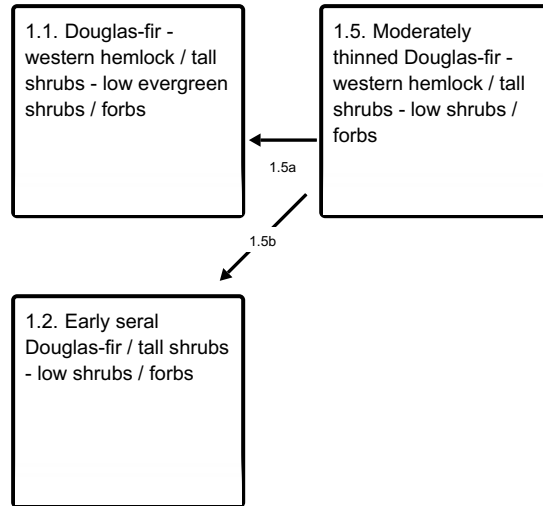 1.1. Douglas-fir -
western hemlock / tall
shrubs - low evergreen
shrubs / forbs
1.5. Moderately
thinned Douglas-fir -
western hemlock / tall
shrubs - low shrubs /
forbs
1.5a
1.5b
1.2. Early seral
Douglas-fir / tall shrubs
- low shrubs / forbs